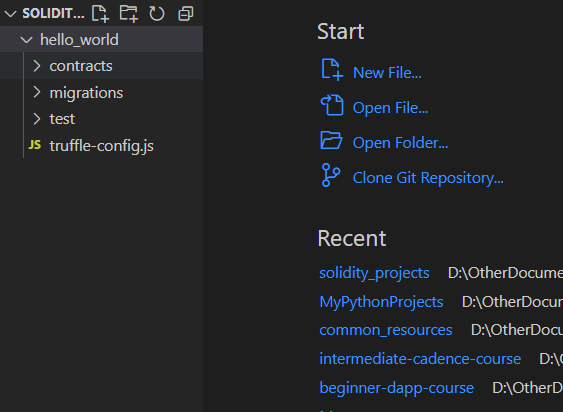 SOLIDIT...
hello_world
contracts
migrations
test
JS truffle-config.js
Start
New File...
Open File...
Open Folder...
Clone Git Repository...
Recent
solidity_projects D:\OtherDocume
MyPythonProjects D:\OtherDocun
common_resources D:\OtherDocu
intermediate-cadence-course D:\O
beginner-dapp-course D:\OtherD